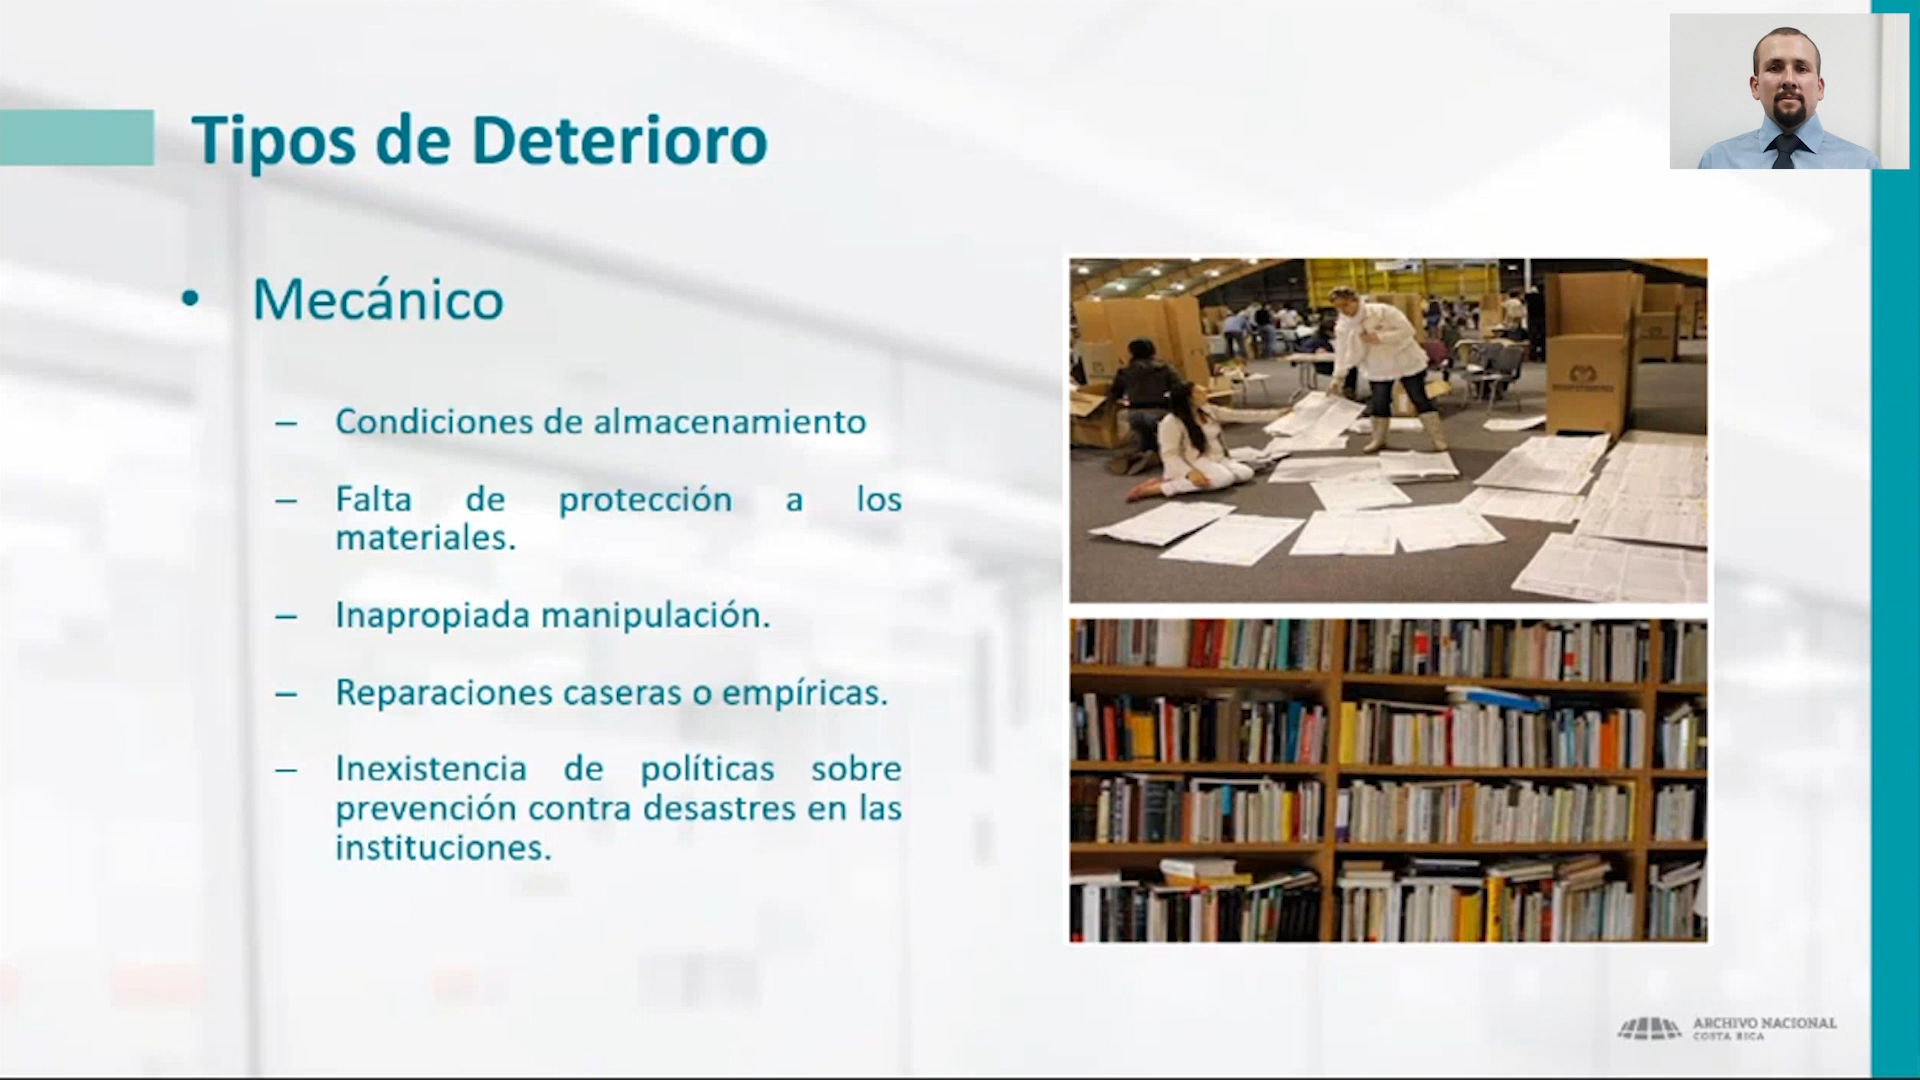 Tipos de Deterioro
• Mecánico
– Condiciones de almacenamiento
– Falta de protección a los
materiales.
– Inapropiada manipulación.
– Reparaciones caseras o empíricas.
– Inexistencia de políticas sobre
prevención contra desastres en las
instituciones.
ARCHIVO NACIONAL
COSTA RICA